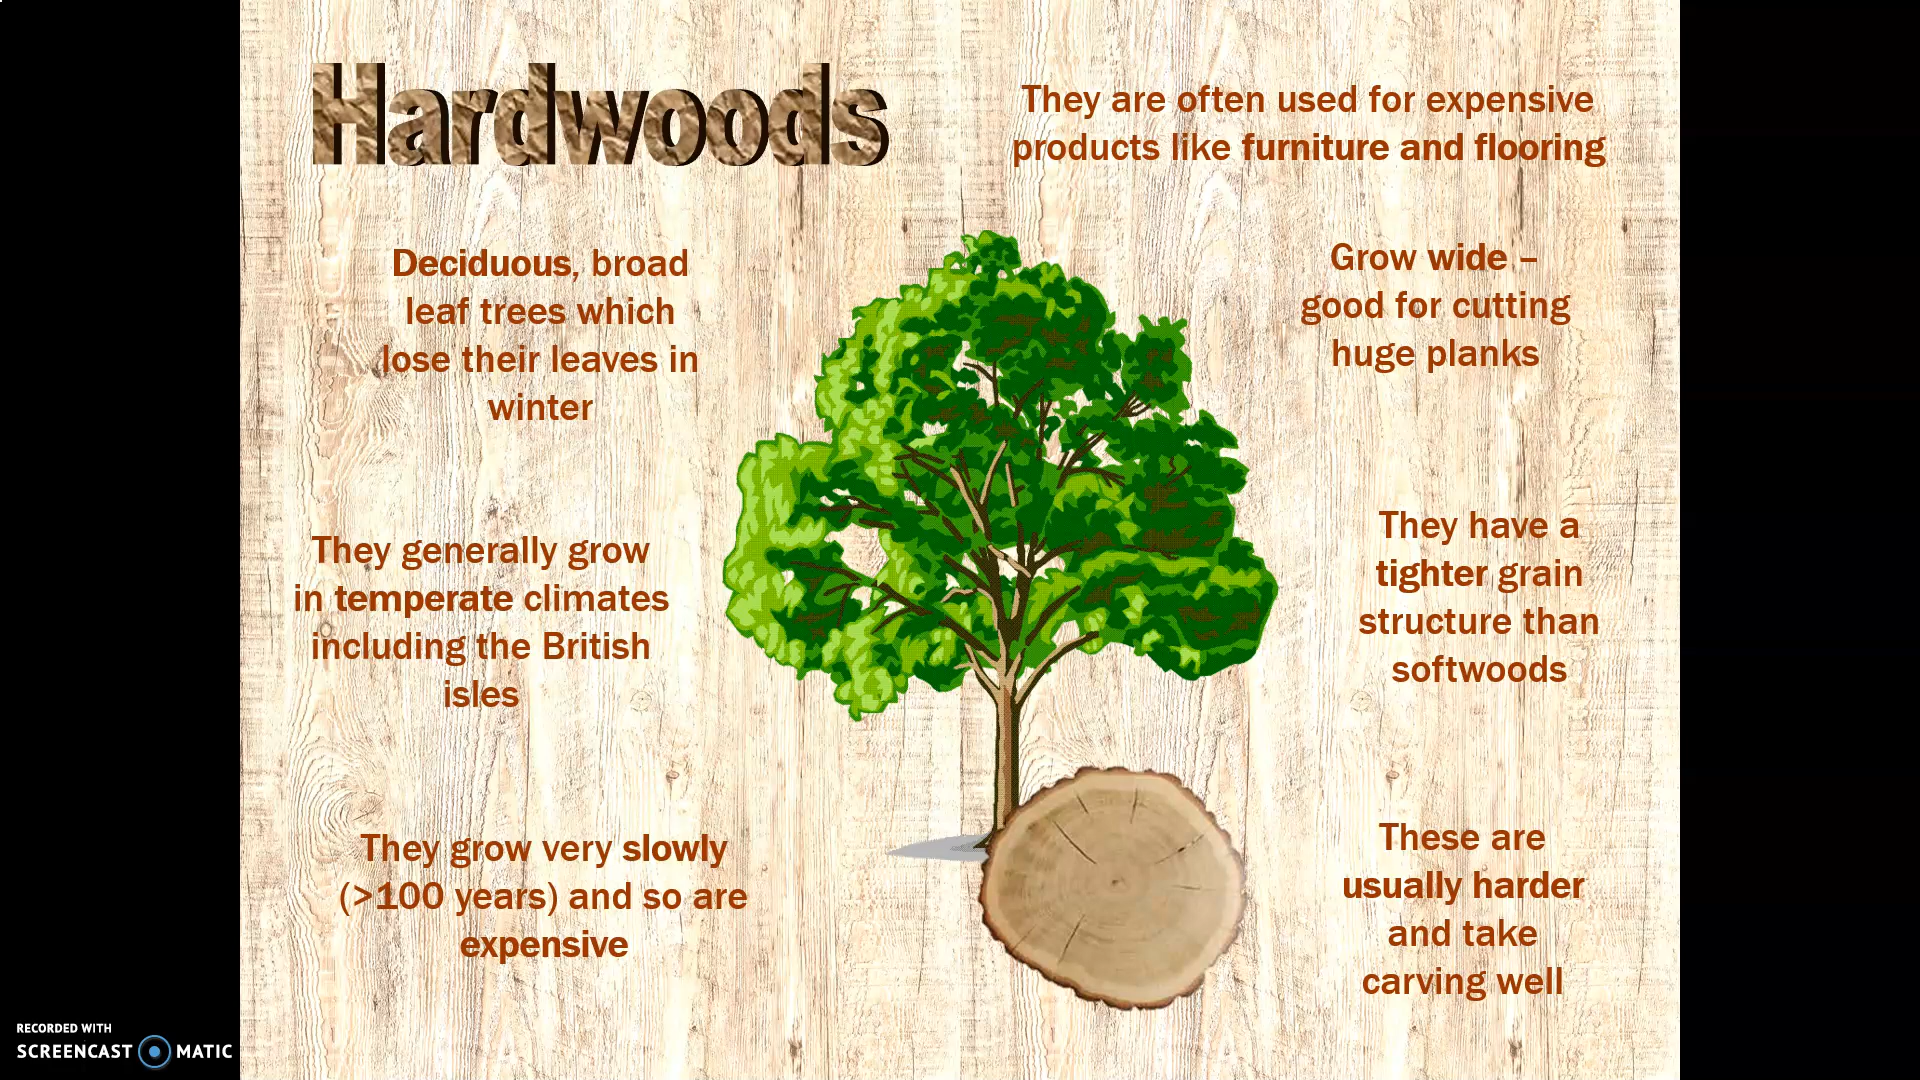 Hardwoods
They are often used for expensive
products like furniture and flooring
Deciduous, broad
leaf trees which
lose their leaves in
winter
Grow wide –
good for cutting
huge planks
They generally grow
in temperate climates
including the British
isles
They have a
tighter grain
structure than
softwoods
They grow very slowly
(>100 years) and so are
expensive
These are
usually harder
and take
carving well
RECORDED WITH
SCREENCAST MATIC